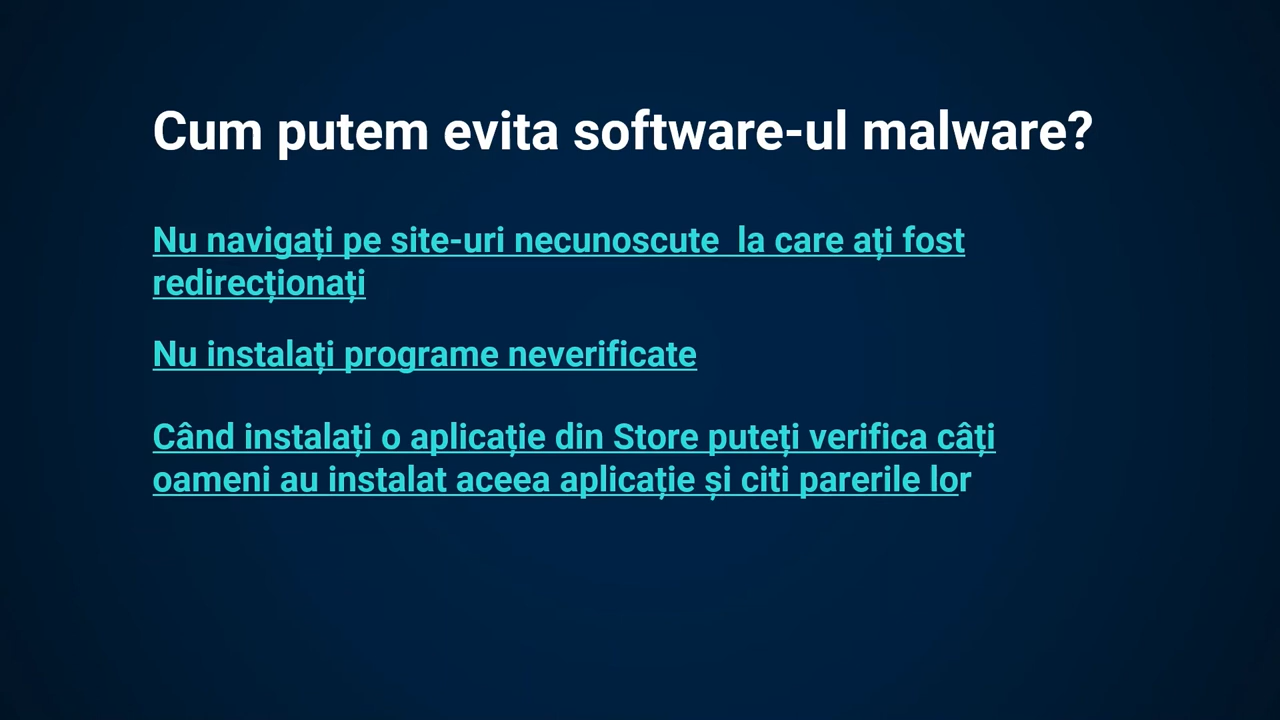 Cum putem evita software-ul malware?
Nu navigați pe site-uri necunoscute  la care ați fost
redirecționați
Nu instalați programe neverificate
Când instalați o aplicație din Store puteți verifica câți
oameni au instalat aceea aplicație și citi parerile lor